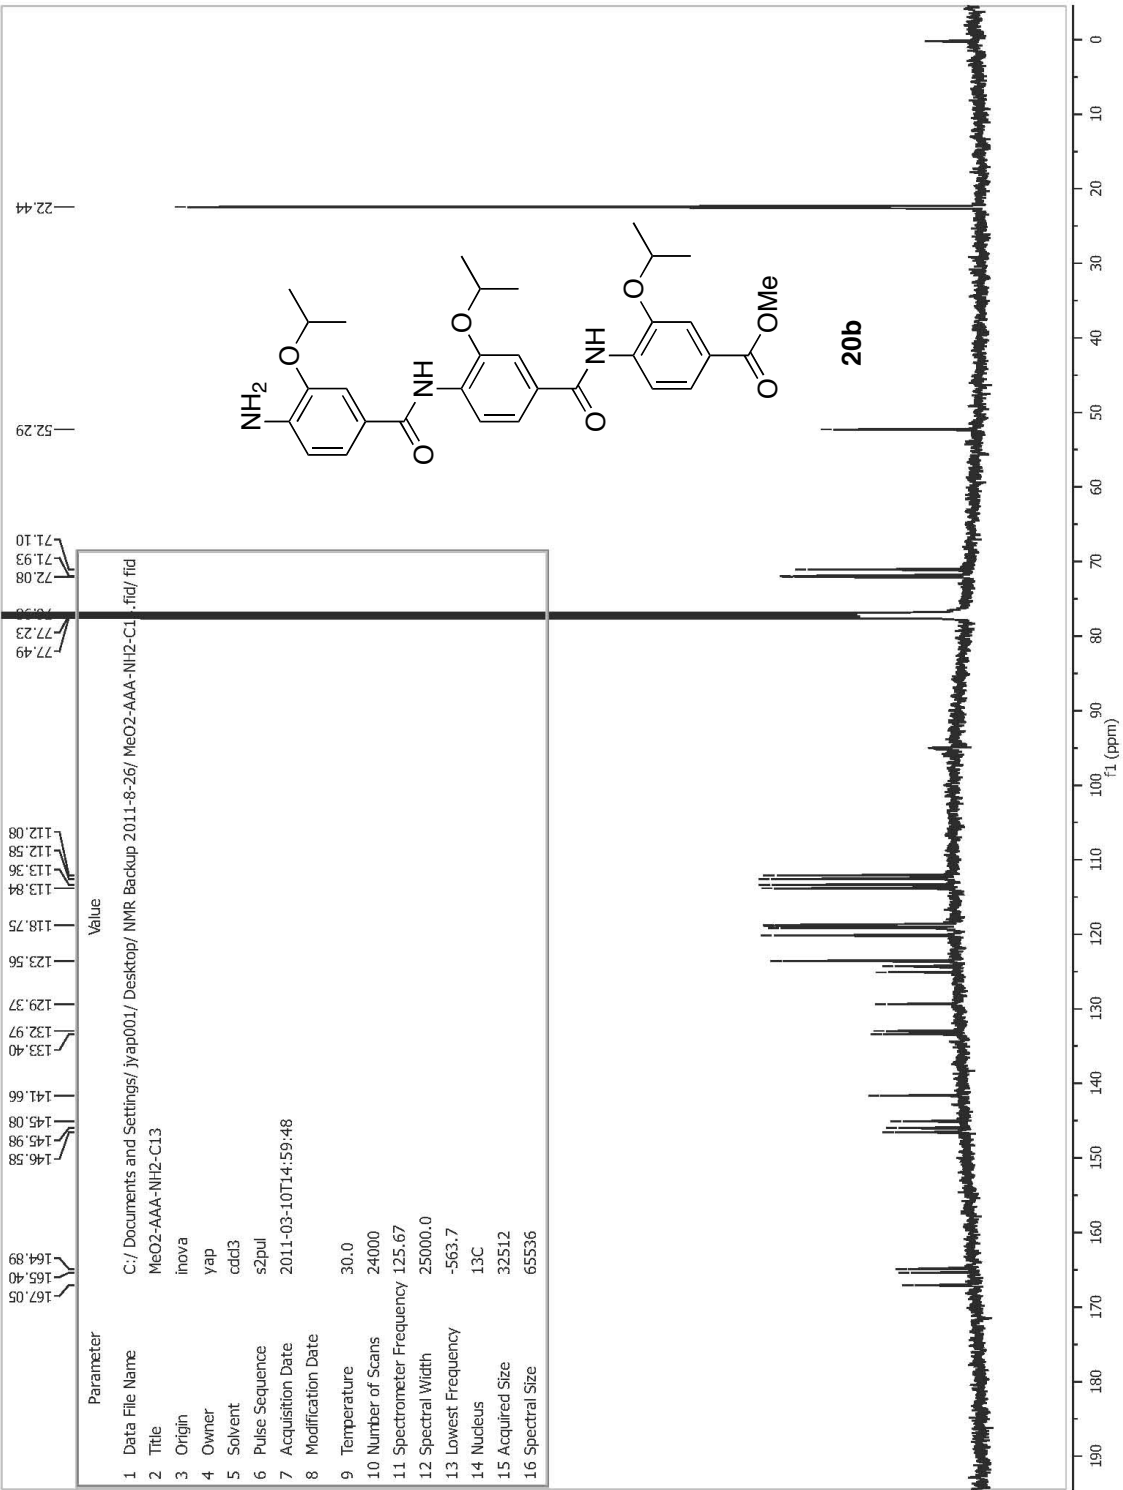 167.05
165.40
164.89
146.58
145.98
145.08
141.66
133.40
132.97
129.37
123.56
118.75
113.84
113.36
112.58
112.08
77.49
77.23
72.08
71.93
71.10
52.29
22.44
Parameter Value
1 Data File Name C:/ Documents and Settings/ jyap001/ Desktop/ NMR Backup 2011-8-26/ MeO2-AAA-NH2-C1 .fid/ fid
2 Title MeO2-AAA-NH2-C13
3 Origin inova
4 Owner yap
5 Solvent cdcl3
6 Pulse Sequence s2pul
7 Acquisition Date 2011-03-10T14:59:48
8 Modification Date
9 Temperature 30.0
10 Number of Scans 24000
11 Spectrometer Frequency 125.67
12 Spectral Width 25000.0
13 Lowest Frequency -563.7
14 Nucleus 13C
15 Acquired Size 32512
16 Spectral Size 65536
NH2
O
O
NH
O
O
NH
O
O
OMe
20b
190 180 170 160 150 140 130 120 110 100 90 80 70 60 50 40 30 20 10 0
f1 (ppm)